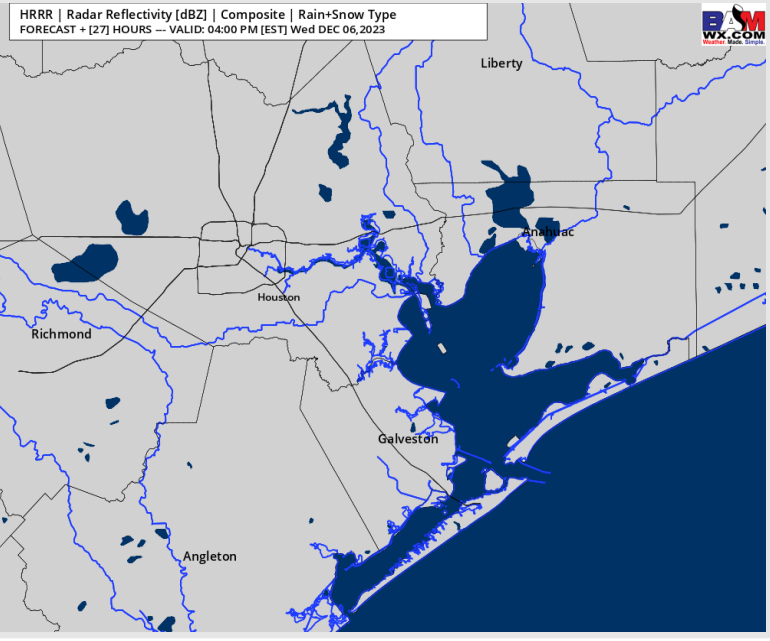 HRRR | Radar Reflectivity [dBZ] | Composite | Rain+Snow Type
FORECAST + [27] HOURS --- VALID: 04:00 PM [EST] Wed DEC 06,2023
BAM
WX.COM
Weather. Made. Simple.
Liberty
Anahuac
Houston
Richmond
Galveston
Angleton